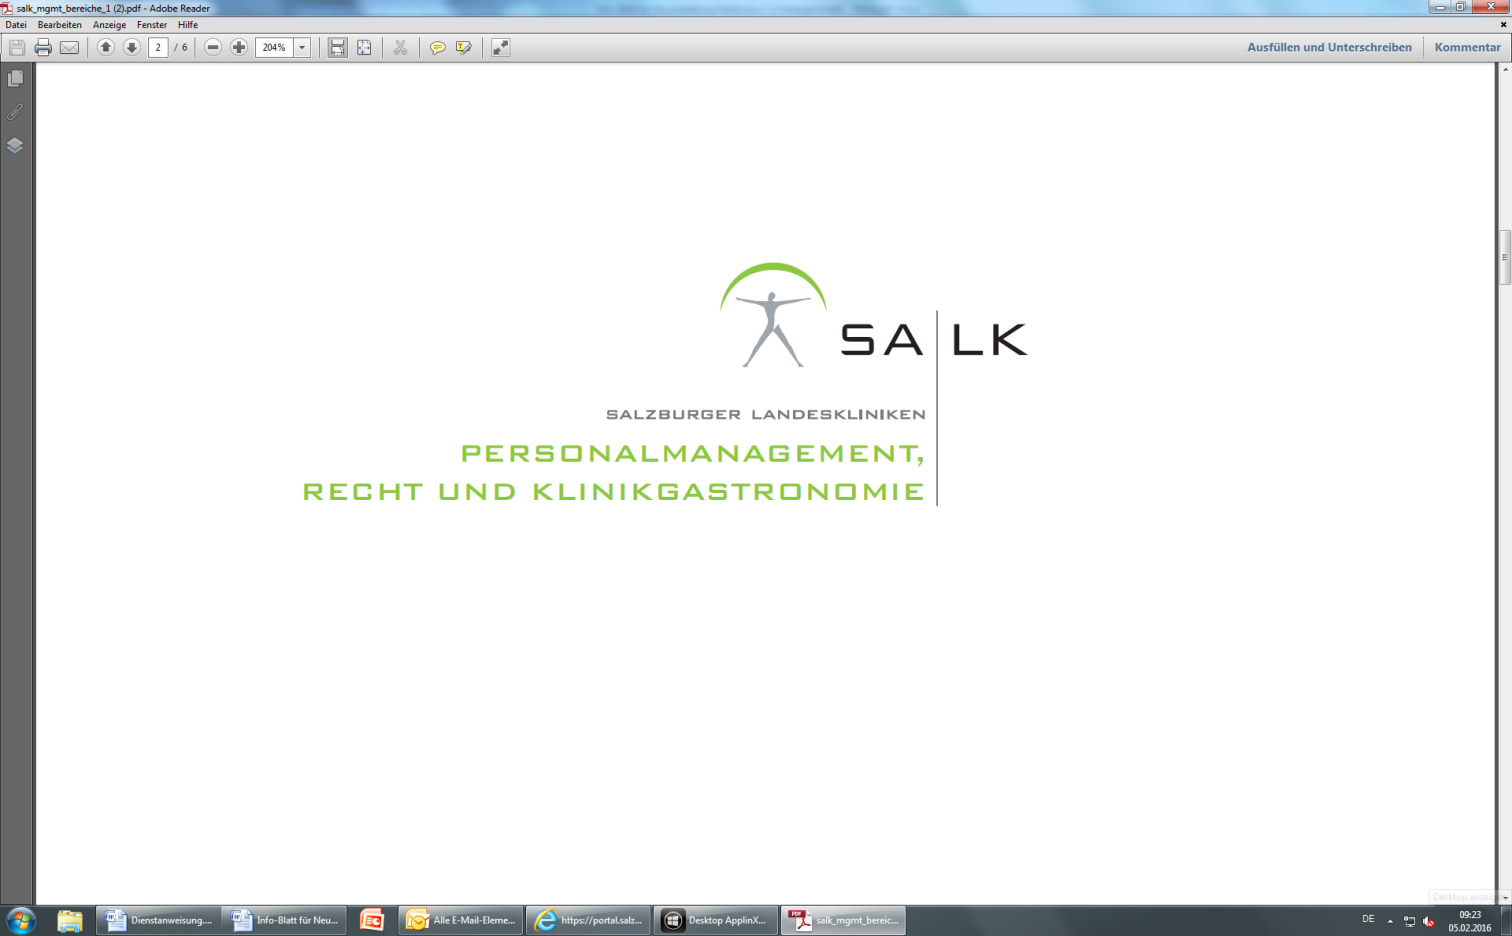 salk_mgmt_bereiche_1 (2).pdf - Adobe Reader
Datei Bearbeiten Anzeige Fenster Hilfe
2 / 6 204% Ausfüllen und Unterschreiben Kommentar
SA LK
SALZBURGER LANDESKLINIKEN
PERSONALMANAGEMENT,
RECHT UND KLINIKGASTRONOMIE
Desktop anzeigen
Dienstanweisung.... Info-Blatt für Neu... Alle E-Mail-Eleme... https://portal.salz... Desktop ApplinX... salk_mgmt_bereic... DE 09:23
05.02.2016